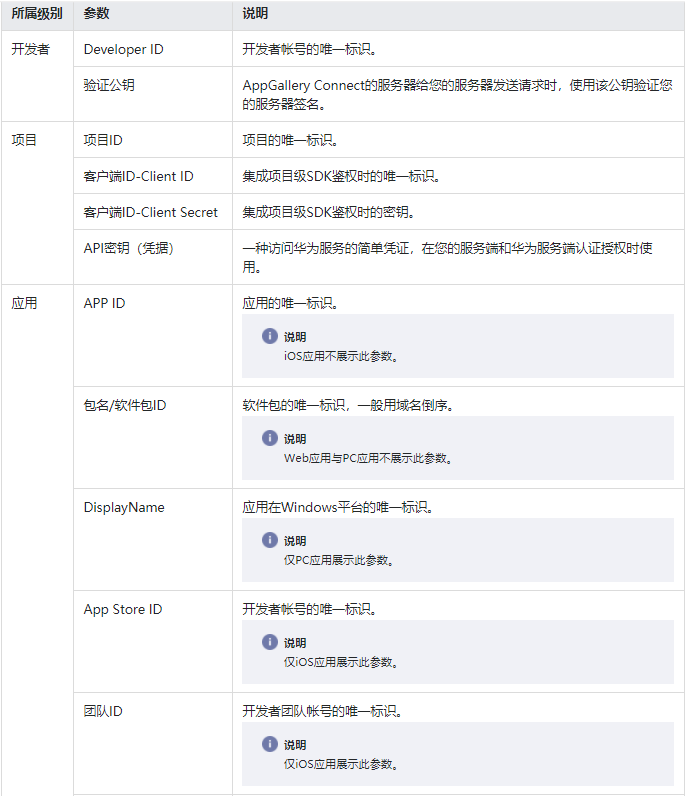 所属级别 参数 说明
开发者 Developer ID 开发者帐号的唯一标识。
验证公钥 AppGallery Connect的服务器给您的服务器发送请求时，使用该公钥验证您
的服务器签名。
项目 项目ID 项目的唯一标识。
客户端ID-Client ID 集成项目级SDK鉴权时的唯一标识。
客户端ID-Client Secret 集成项目级SDK鉴权时的密钥。
API密钥（凭据） 一种访问华为服务的简单凭证，在您的服务端和华为服务端认证授权时使
用。
应用 APP ID 应用的唯一标识。
说明
iOS应用不展示此参数。
包名/软件包ID 软件包的唯一标识，一般用域名倒序。
说明
Web应用与PC应用不展示此参数。
DisplayName 应用在Windows平台的唯一标识。
说明
仅PC应用展示此参数。
App Store ID 开发者帐号的唯一标识。
说明
仅iOS应用展示此参数。
团队ID 开发者团队帐号的唯一标识。
说明
仅iOS应用展示此参数。